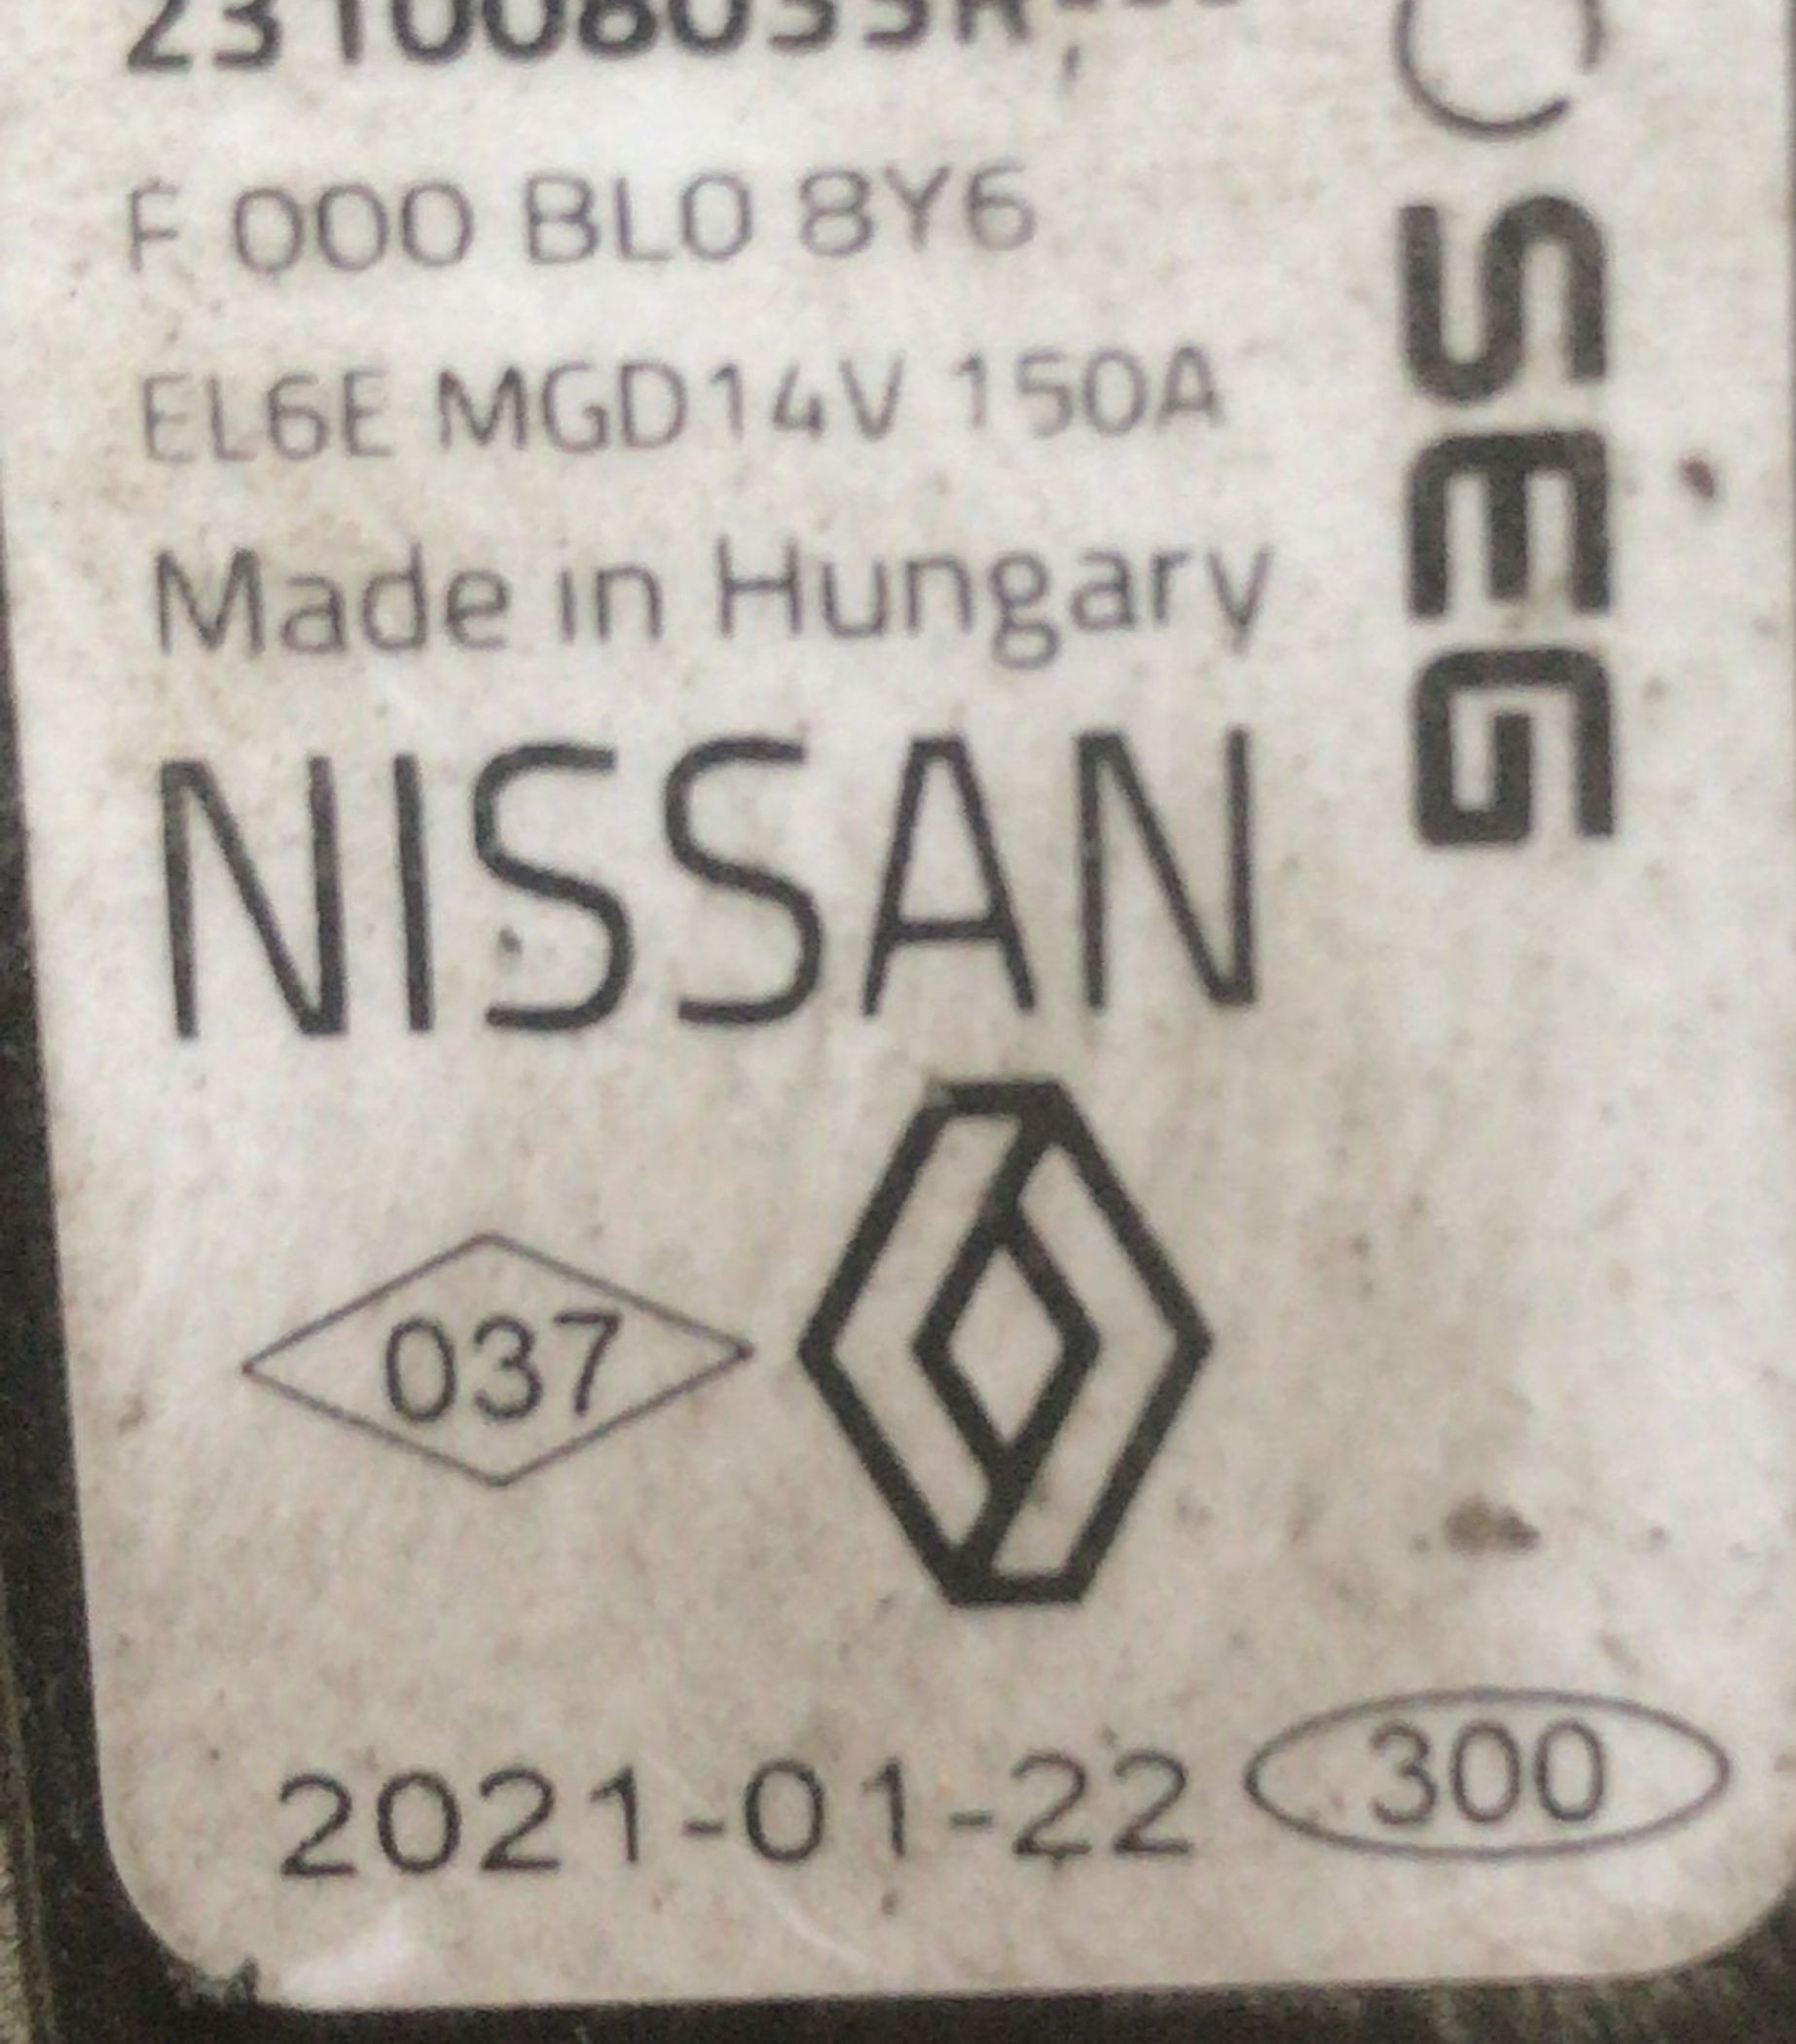 F 000 BL0 8Y6
EL6E MGD14V 150A
Made in Hungary
NISSAN
SEG
037
2021-01-22
300